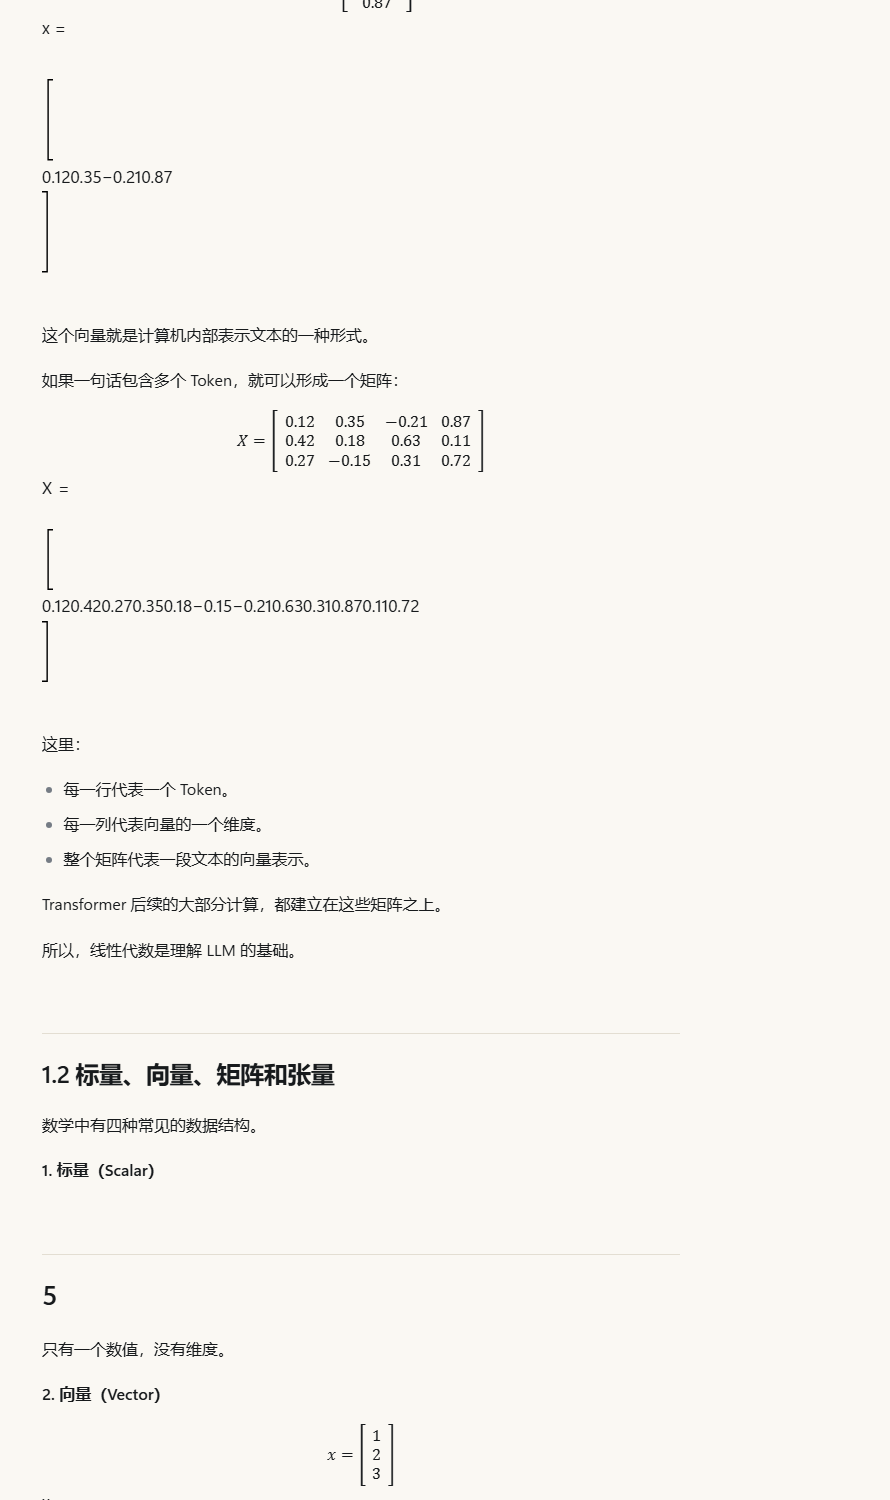 0.87
x =
0.120.35−0.210.87
这个向量就是计算机内部表示文本的一种形式。
如果一句话包含多个 Token，就可以形成一个矩阵：
0.12 0.35 −0.21 0.87
X = 0.42 0.18 0.63 0.11
0.27 −0.15 0.31 0.72
X =
[
0.120.420.270.350.18−0.15−0.210.630.310.870.110.72
]
这里：
每一行代表一个 Token。
每一列代表向量的一个维度。
整个矩阵代表一段文本的向量表示。
Transformer 后续的大部分计算，都建立在这些矩阵之上。
所以，线性代数是理解 LLM 的基础。
1.2 标量、向量、矩阵和张量
数学中有四种常见的数据结构。
1. 标量（Scalar）
5
只有一个数值，没有维度。
2. 向量（Vector）
1
x = 2
3